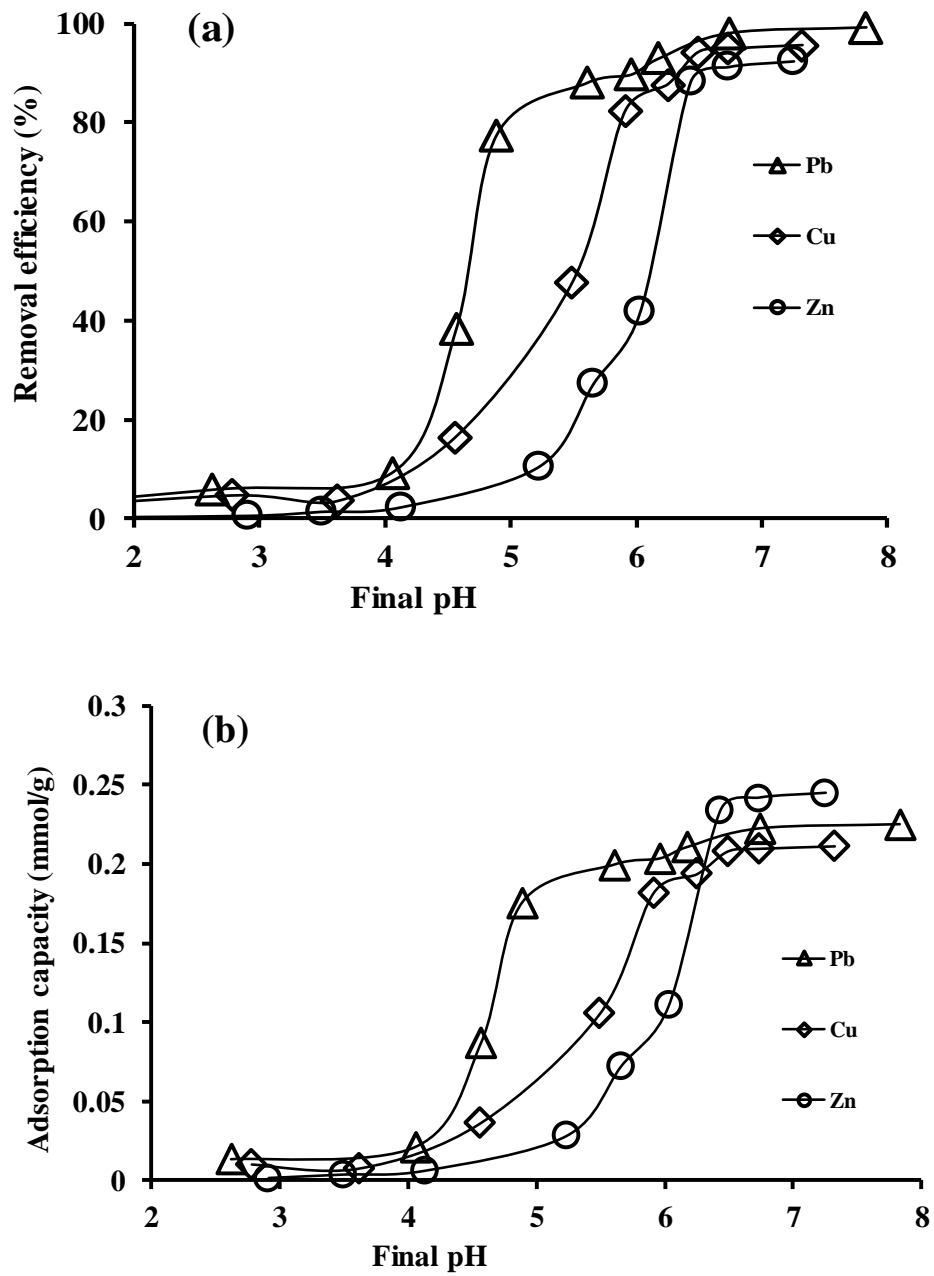 (a)
Removal efficiency (%)
100
80
60
40
20
0
Pb
Cu
Zn
2 3 4 5 6 7 8
Final pH
(b)
Adsorption capacity (mmol/g)
0.3
0.25
0.2
0.15
0.1
0.05
0
Pb
Cu
Zn
2 3 4 5 6 7 8
Final pH